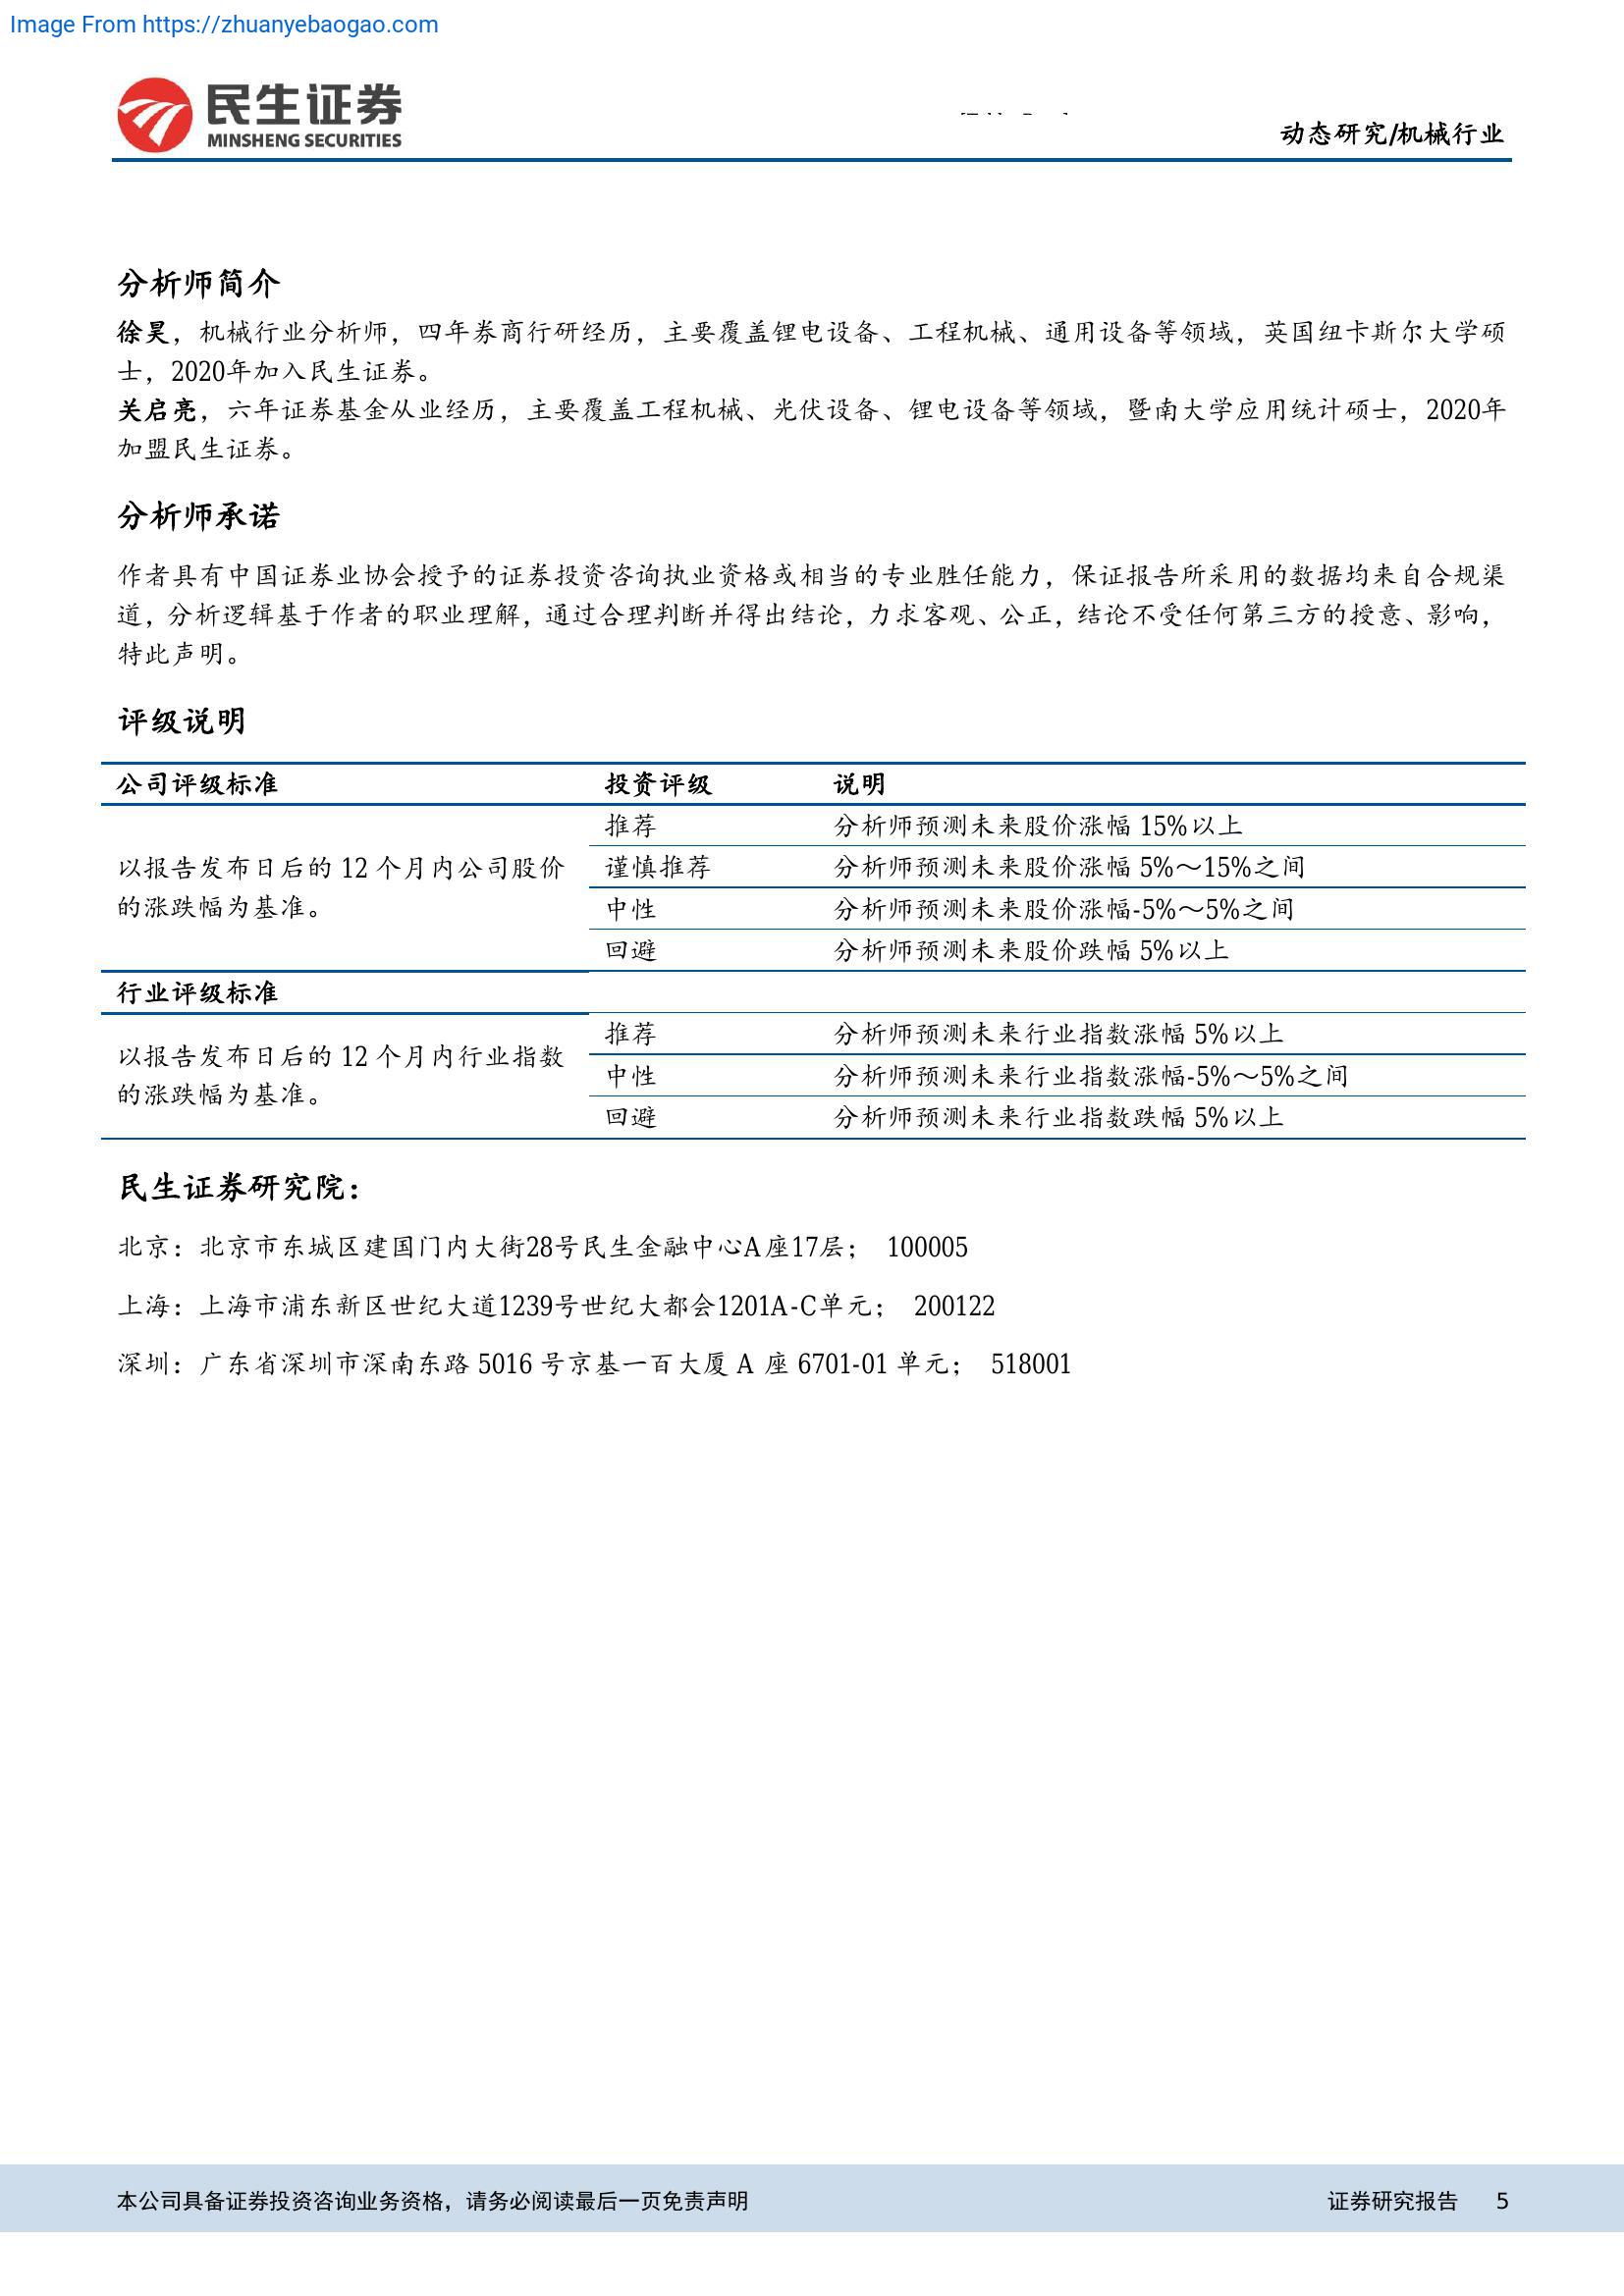 Image From https://zhuanyebaogao.com
民生证券
MINSHENG SECURITIES
动态研究/机械行业
分析师简介
徐昊，机械行业分析师，四年券商行研经历，主要覆盖锂电设备、工程机械、通用设备等领域，英国纽卡斯尔大学硕
士，2020年加入民生证券。
关启亮，六年证券基金从业经历，主要覆盖工程机械、光伏设备、锂电设备等领域，暨南大学应用统计硕士，2020年
加盟民生证券。
分析师承诺
作者具有中国证券业协会授予的证券投资咨询执业资格或相当的专业胜任能力，保证报告所采用的数据均来自合规渠
道，分析逻辑基于作者的职业理解，通过合理判断并得出结论，力求客观、公正，结论不受任何第三方的授意、影响，
特此声明。
评级说明
公司评级标准 投资评级 说明
以报告发布日后的 12 个月内公司股价
的涨跌幅为基准。
推荐 分析师预测未来股价涨幅 15%以上
谨慎推荐 分析师预测未来股价涨幅 5%～15%之间
中性 分析师预测未来股价涨幅-5%～5%之间
回避 分析师预测未来股价跌幅 5%以上
行业评级标准
以报告发布日后的 12 个月内行业指数
的涨跌幅为基准。
推荐 分析师预测未来行业指数涨幅 5%以上
中性 分析师预测未来行业指数涨幅-5%～5%之间
回避 分析师预测未来行业指数跌幅 5%以上
民生证券研究院：
北京：北京市东城区建国门内大街28号民生金融中心A座17层； 100005
上海：上海市浦东新区世纪大道1239号世纪大都会1201A-C单元； 200122
深圳：广东省深圳市深南东路 5016 号京基一百大厦 A 座 6701-01 单元； 518001
本公司具备证券投资咨询业务资格，请务必阅读最后一页免责声明
证券研究报告 5